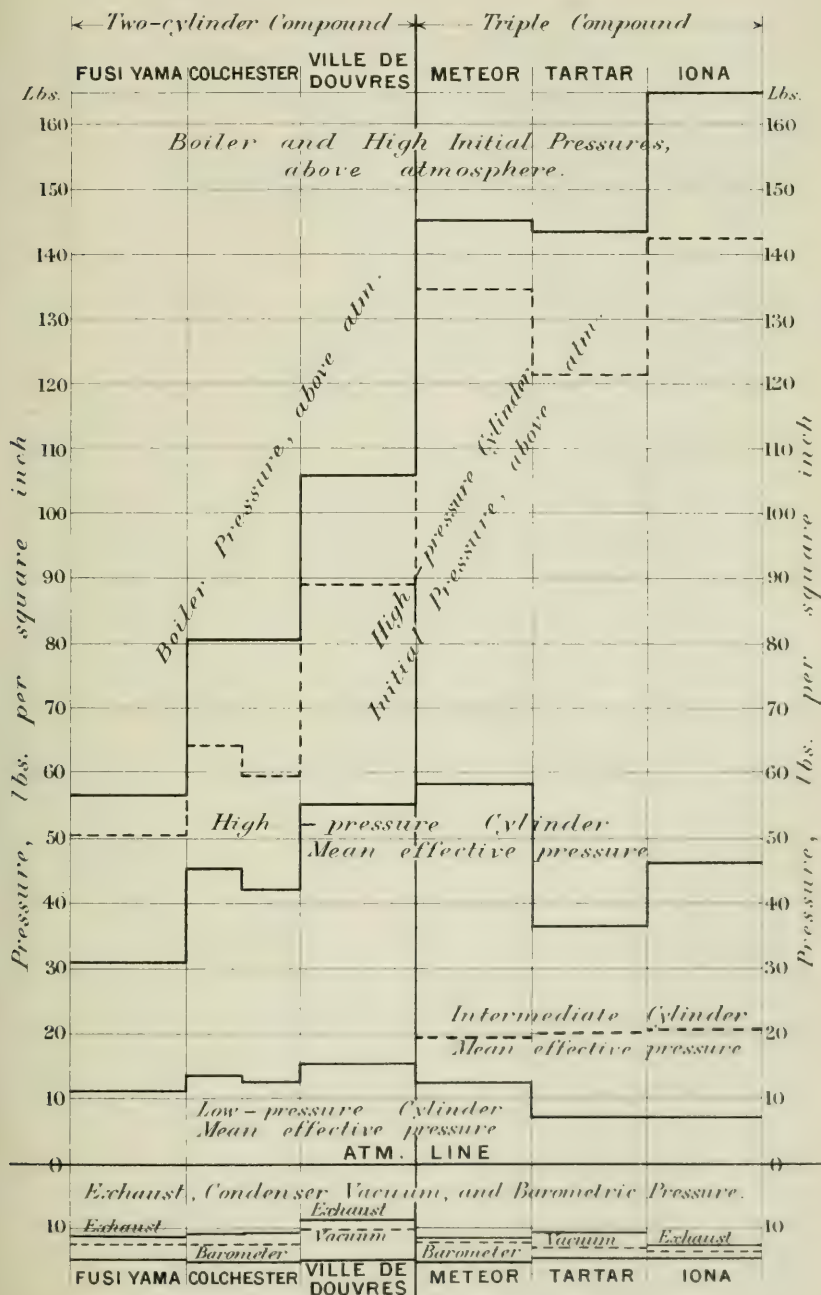 Two-cylinder Compound Triple Compound
FUSI YAMA COLCHESTER VILLE DE DOUVRES METEOR TARTAR IONA
Lbs. Lbs.
160 160
Boiler and High Initial Pressures,
above atmosphere.
150 150
140 140
130 130
120 120
110 110
100 100
90 90
80 80
70 70
60 60
50 50
40 40
30 30
20 20
10 10
0 0
Pressure, lbs. per square inch
Pressure, lbs. per square inch
Boiler Pressure, above atm.
High-pressure Cylinder
Initial Pressure, above atm.
High-pressure Cylinder
Mean effective pressure
Intermediate Cylinder
Mean effective pressure
Low-pressure Cylinder
Mean effective pressure
ATM. LINE
Exhaust, Condenser Vacuum, and Barometric Pressure.
10 10
Exhaust Exhaust Exhaust
Vacuum Vacuum
Barometer Barometer
FUSI YAMA COLCHESTER VILLE DE DOUVRES METEOR TARTAR IONA